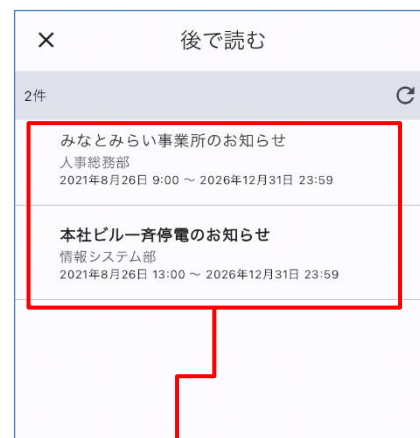 後で読む
2件
みなとみらい事業所のお知らせ
人事総務部
2021年8月26日 9:00 ～ 2026年12月31日 23:59
本社ビル一斉停電のお知らせ
情報システム部
2021年8月26日 13:00 ～ 2026年12月31日 23:59